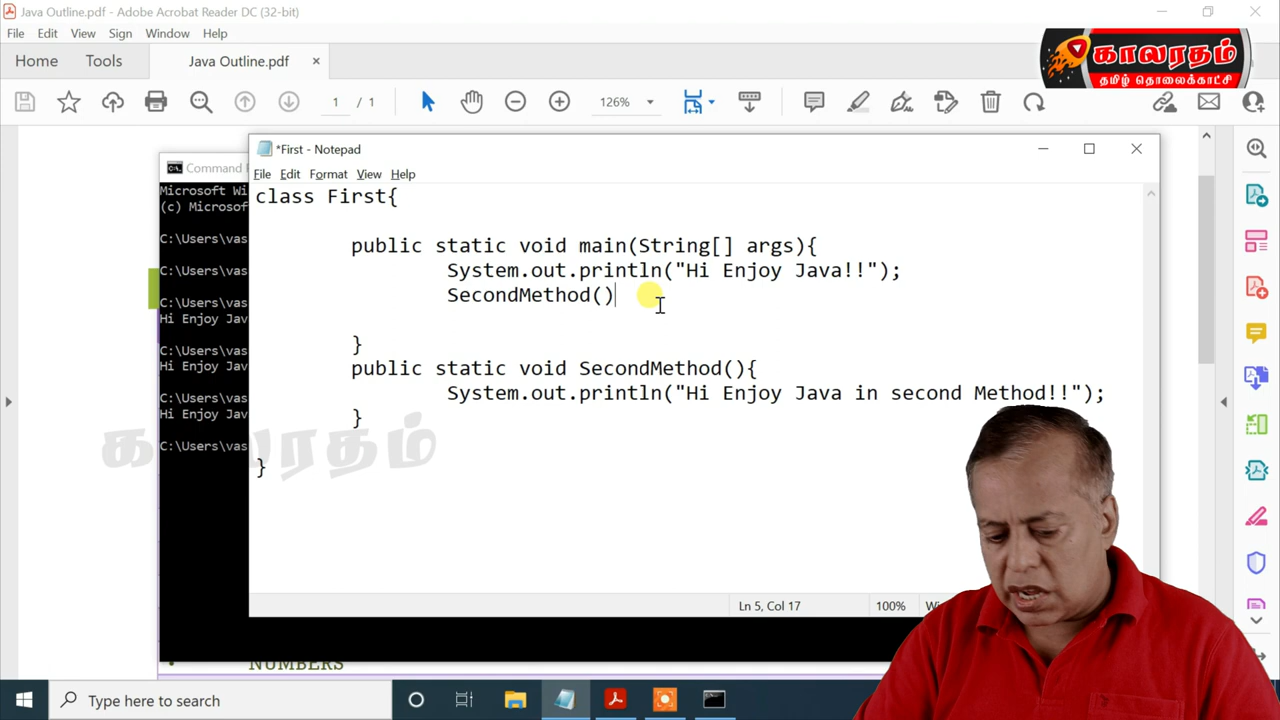 Java Outline.pdf - Adobe Acrobat Reader DC (32-bit)
File Edit View Sign Window Help
Home Tools Java Outline.pdf
1 / 1 126%
காலரதம்
தமிழ் தொலைக்காட்சி
*First - Notepad
File Edit Format View Help
Command
Microsoft Wi
(c) Microsof
C:\Users\vas
C:\Users\vas
C:\Users\vas
Hi Enjoy Jav
C:\Users\vas
Hi Enjoy Jav
C:\Users\vas
Hi Enjoy Jav
C:\Users\vas
class First{
public static void main(String[] args){
System.out.println("Hi Enjoy Java!!");
SecondMethod()
}
public static void SecondMethod(){
System.out.println("Hi Enjoy Java in second Method!!");
}
}
காலரதம்
Ln 5, Col 17 100%
NUMBERS
Type here to search